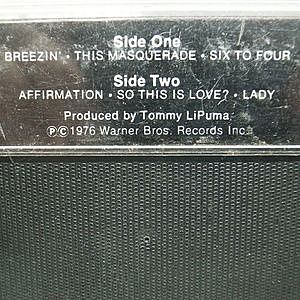 Side One
BREEZIN' • THIS MASQUERADE • SIX TO FOUR
Side Two
AFFIRMATION • SO THIS IS LOVE? • LADY
Produced by Tommy LiPuma
Ⓟ©1976 Warner Bros. Records Inc.